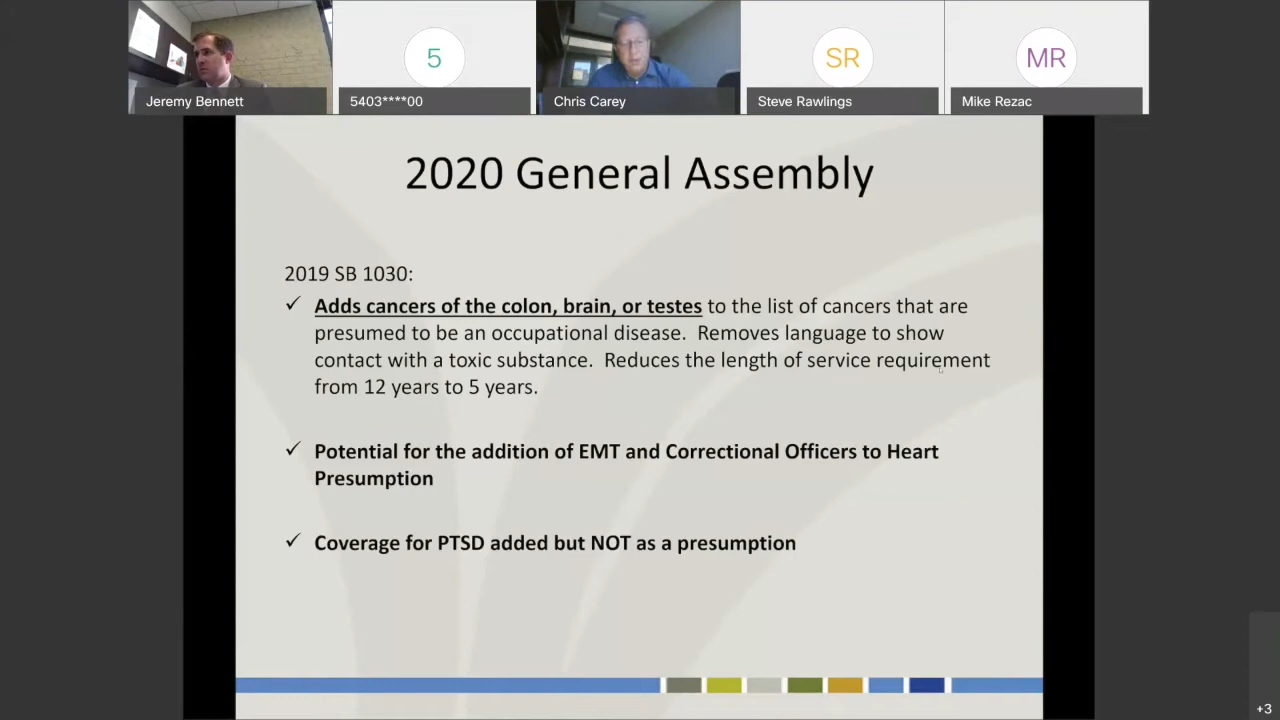 5
SR
MR
Jeremy Bennett
5403****00
Chris Carey
Steve Rawlings
Mike Rezac
2020 General Assembly
2019 SB 1030:
✓ Adds cancers of the colon, brain, or testes to the list of cancers that are
presumed to be an occupational disease. Removes language to show
contact with a toxic substance. Reduces the length of service requirement
from 12 years to 5 years.
✓ Potential for the addition of EMT and Correctional Officers to Heart
Presumption
✓ Coverage for PTSD added but NOT as a presumption
+3